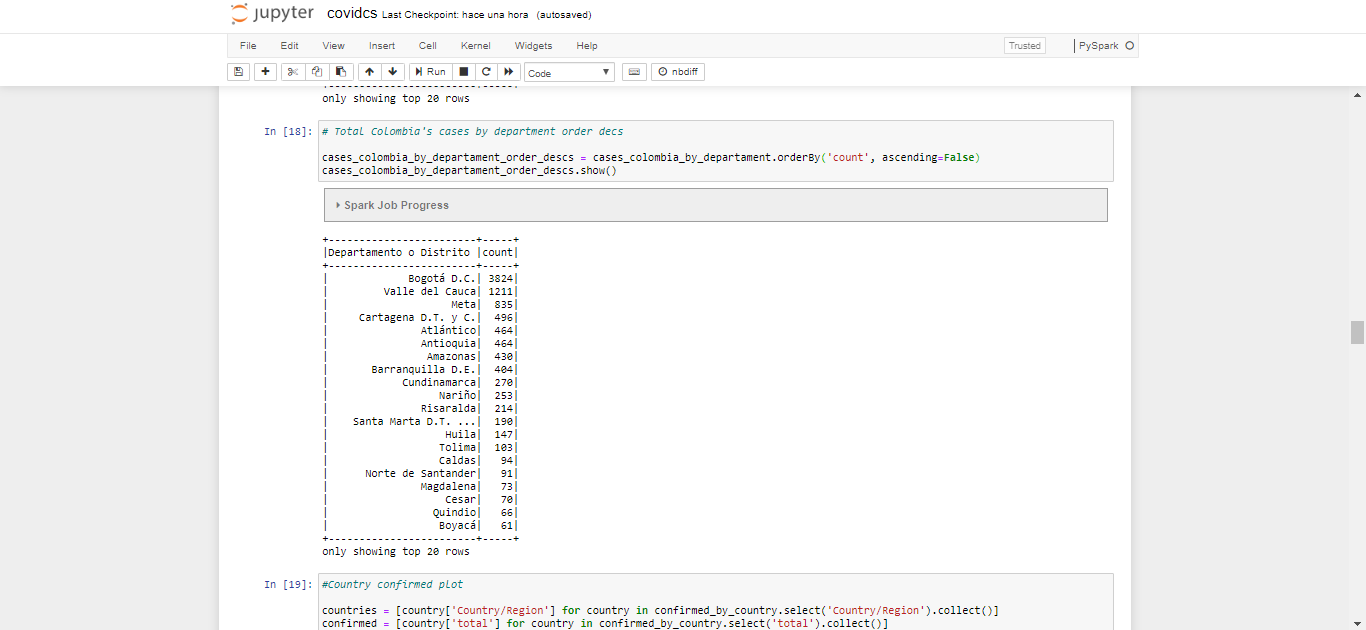 jupyter covidcs Last Checkpoint: hace una hora (autosaved)
File Edit View Insert Cell Kernel Widgets Help Trusted PySpark
Run Code nbdiff
only showing top 20 rows
In [18]: # Total Colombia's cases by department order decs
cases_colombia_by_departament_order_descs = cases_colombia_by_departament.orderBy('count', ascending=False)
cases_colombia_by_departament_order_descs.show()
Spark Job Progress
+------------------------+-----+
|Departamento o Distrito |count|
+------------------------+-----+
|             Bogotá D.C.| 3824|
|         Valle del Cauca| 1211|
|                    Meta|  835|
|     Cartagena D.T. y C.|  496|
|               Atlántico|  464|
|               Antioquia|  464|
|                Amazonas|  430|
|       Barranquilla D.E.|  404|
|            Cundinamarca|  270|
|                  Nariño|  253|
|               Risaralda|  214|
|    Santa Marta D.T. ...|  190|
|                   Huila|  147|
|                  Tolima|  103|
|                  Caldas|   94|
|      Norte de Santander|   91|
|               Magdalena|   73|
|                   Cesar|   70|
|                 Quindio|   66|
|                  Boyacá|   61|
+------------------------+-----+
only showing top 20 rows
In [19]: #Country confirmed plot
countries = [country['Country/Region'] for country in confirmed_by_country.select('Country/Region').collect()]
confirmed = [country['total'] for country in confirmed_by_country.select('total').collect()]